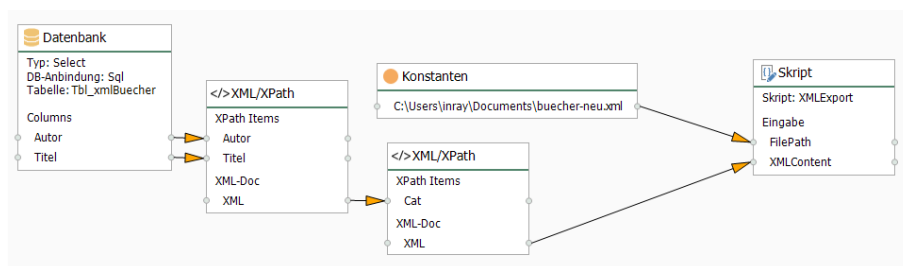 Datenbank
Typ: Select
DB-Anbindung: Sql
Tabelle: Tbl_xmlBuecher
Columns
Autor
Titel
</>XML/XPath
XPath Items
Autor
Titel
XML-Doc
XML
Konstanten
C:\Users\inray\Documents\buecher-neu.xml
</>XML/XPath
XPath Items
Cat
XML-Doc
XML
Skript
Skript: XMLExport
Eingabe
FilePath
XMLContent